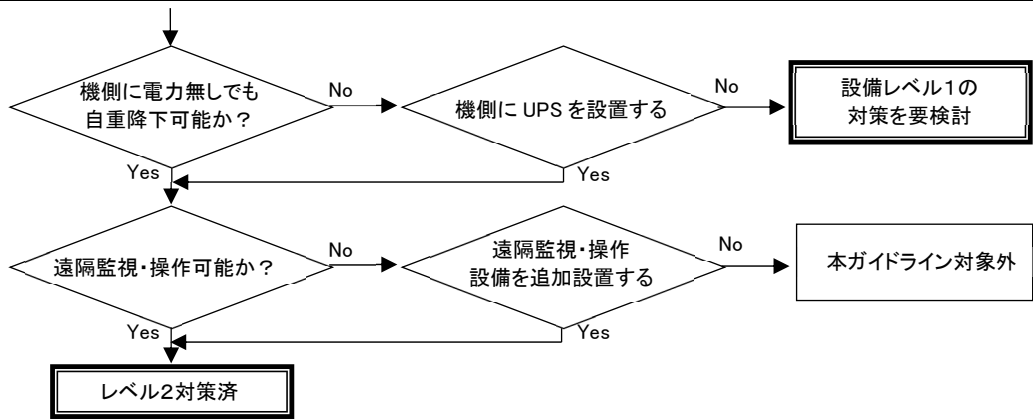 機側に電力無しでも
自重降下可能か？
No
機側に UPS を設置する
No
設備レベル１の
対策を要検討
Yes
Yes
遠隔監視・操作可能か？
No
遠隔監視・操作
設備を追加設置する
No
本ガイドライン対象外
Yes
Yes
レベル２対策済